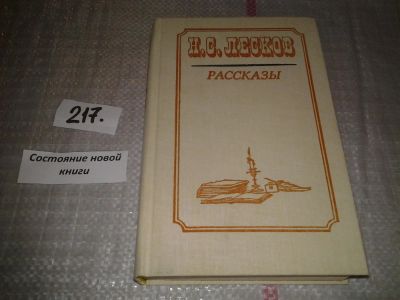 Н.С. ЛЕСКОВ
РАССКАЗЫ
217.
Состояние новой
книги